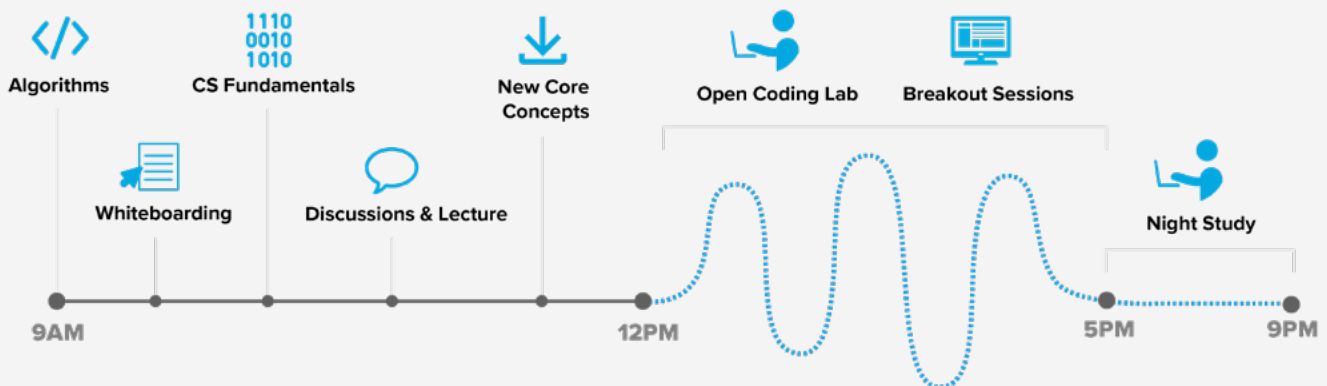 1110
0010
1010
Algorithms
CS Fundamentals
New Core
Concepts
Open Coding Lab
Breakout Sessions
Whiteboarding
Discussions & Lecture
Night Study
9AM
12PM
5PM
9PM